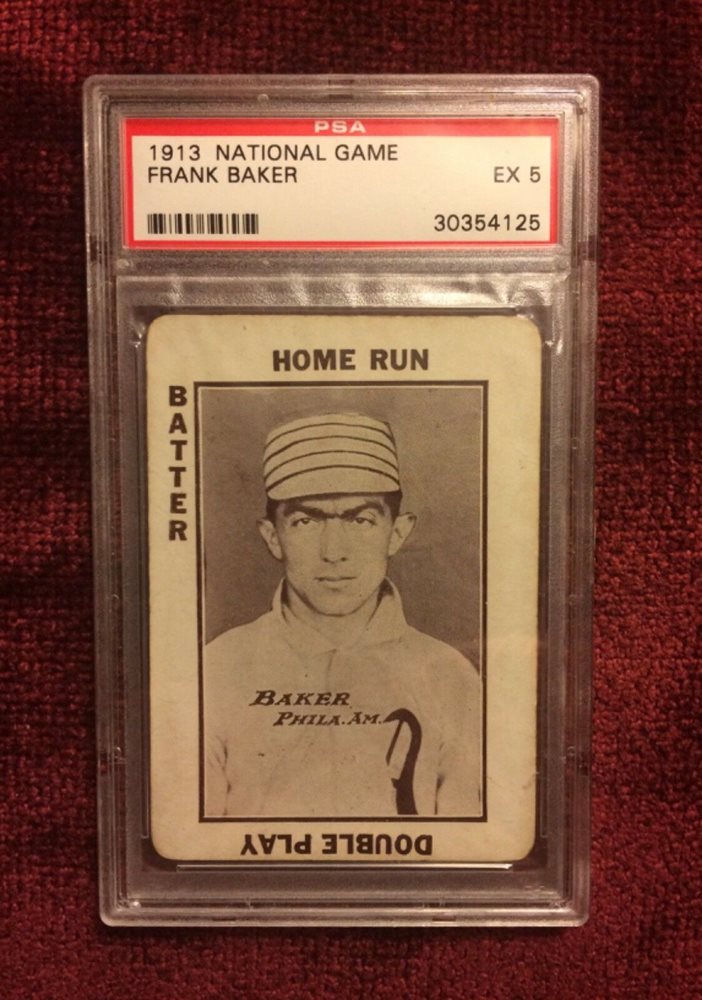 PSA
1913 NATIONAL GAME
FRANK BAKER EX 5
30354125
HOME RUN
BATTER
BAKER
PHILA. AM.
DOUBLE PLAY